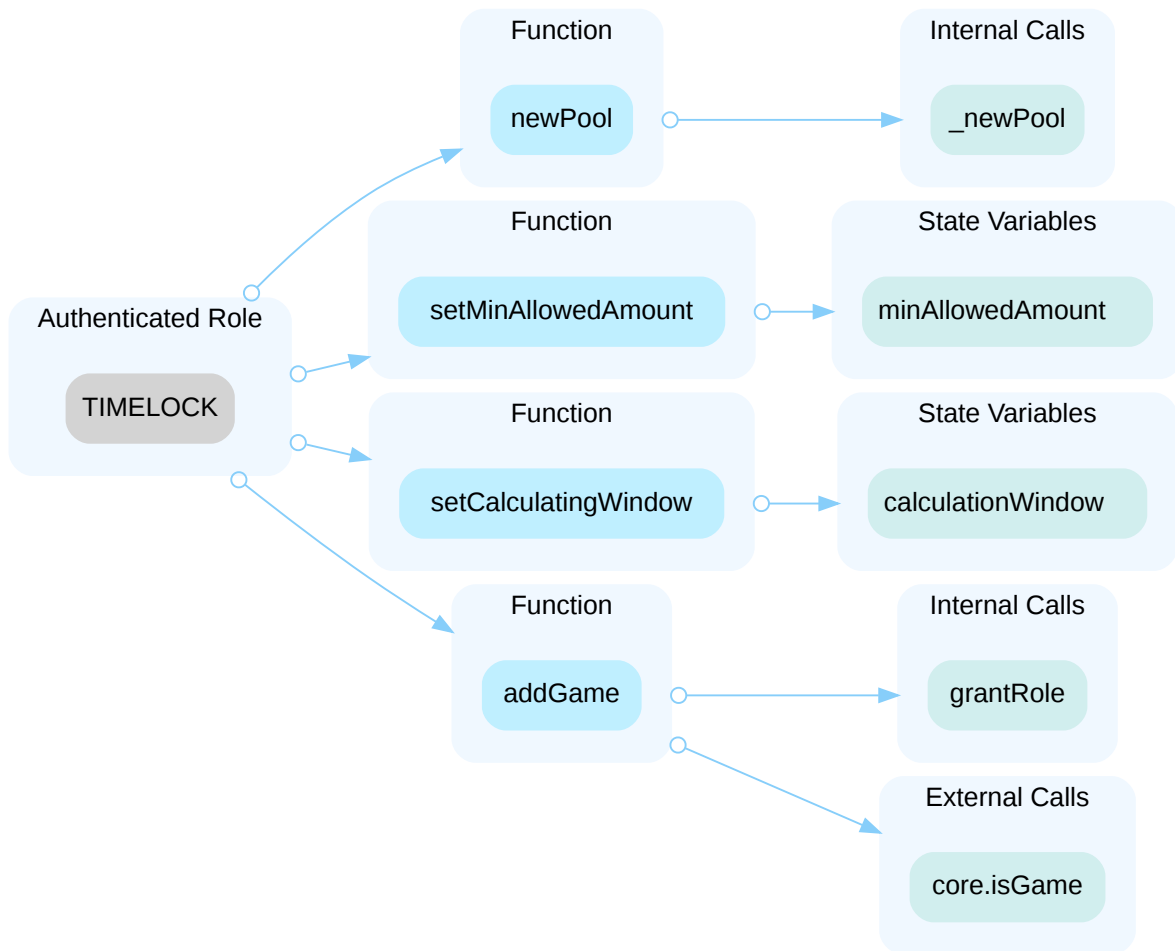 Function
newPool
Internal Calls
_newPool
Authenticated Role
TIMELOCK
Function
setMinAllowedAmount
State Variables
minAllowedAmount
Function
setCalculatingWindow
State Variables
calculationWindow
Function
addGame
Internal Calls
grantRole
External Calls
core.isGame